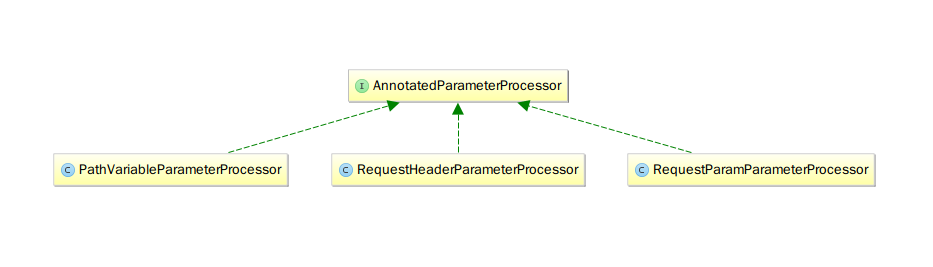 I AnnotatedParameterProcessor
C PathVariableParameterProcessor
C RequestHeaderParameterProcessor
C RequestParamParameterProcessor